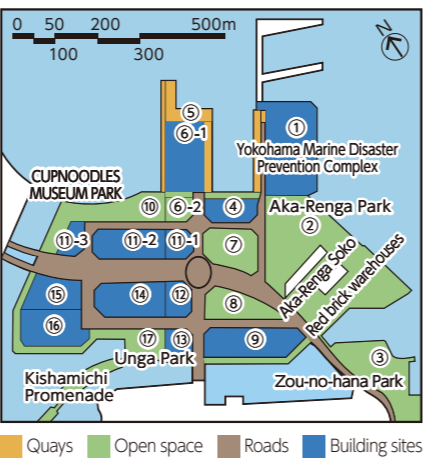 0 50 200 500m
100 300
N
⑤
⑥-1
①
Yokohama Marine Disaster
Prevention Complex
CUPNOODLES
MUSEUM PARK
⑩ ⑥-2 ④
Aka-Renga Park
②
⑪-3 ⑪-2 ⑪-1 ⑦
Aka-Renga Soko
Red brick warehouses
⑮ ⑭ ⑫ ⑧
⑯ ⑰ ⑬ ⑨
③
Unga Park
Kishamichi
Promenade
Zou-no-hana Park
Quays Open space Roads Building sites